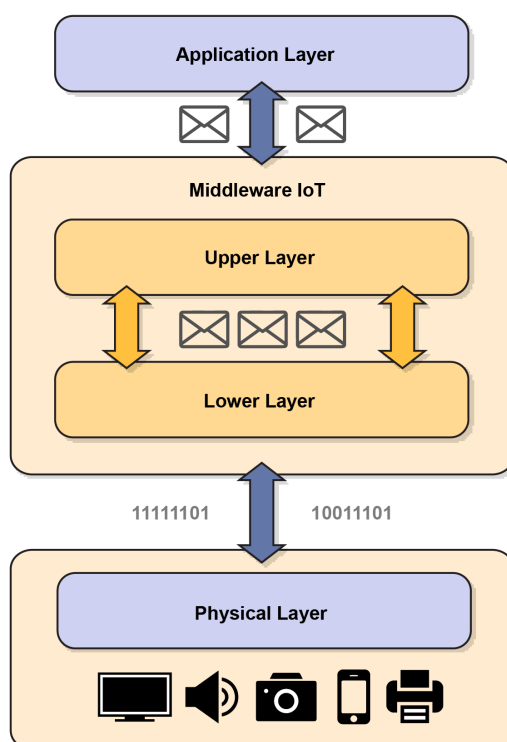 Application Layer
Middleware IoT
Upper Layer
Lower Layer
11111101 10011101
Physical Layer